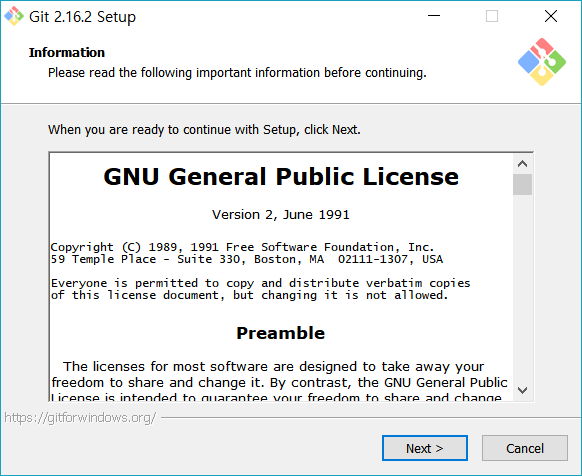 Git 2.16.2 Setup
Information
Please read the following important information before continuing.
When you are ready to continue with Setup, click Next.
GNU General Public License
Version 2, June 1991
Copyright (C) 1989, 1991 Free Software Foundation, Inc.
59 Temple Place - Suite 330, Boston, MA  02111-1307, USA
Everyone is permitted to copy and distribute verbatim copies
of this license document, but changing it is not allowed.
Preamble
The licenses for most software are designed to take away your
freedom to share and change it. By contrast, the GNU General Public
License is intended to guarantee your freedom to share and change
https://gitforwindows.org/
Next >
Cancel